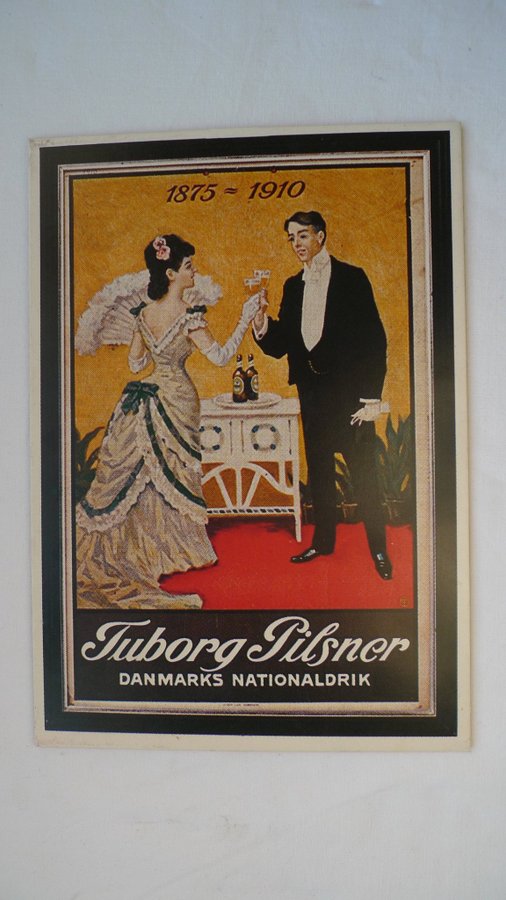 1875 ≈ 1910
Tuborg Pilsner
DANMARKS NATIONALDRIK